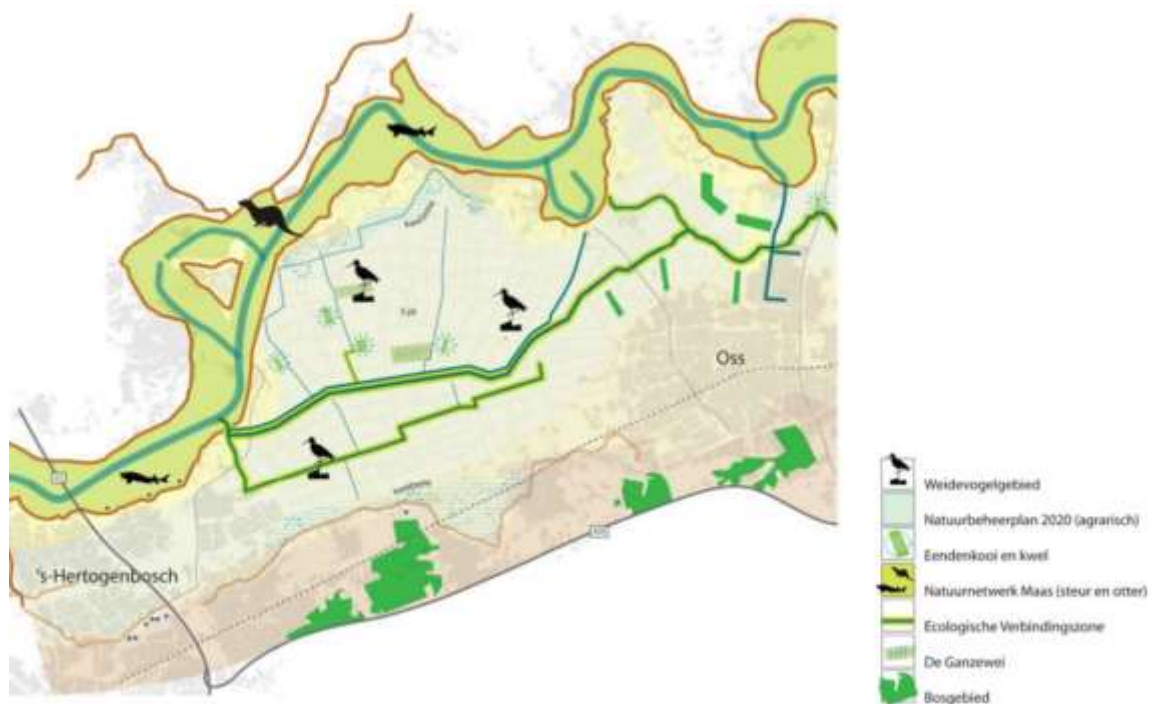 Oss
's-Hertogenbosch
Weidevogelgebied
Natuurbeheerplan 2020 (agrarisch)
Eendenkooi en kwel
Natuurnetwerk Maas (steur en otter)
Ecologische Verbindingszone
De Ganzewei
Bosgebied